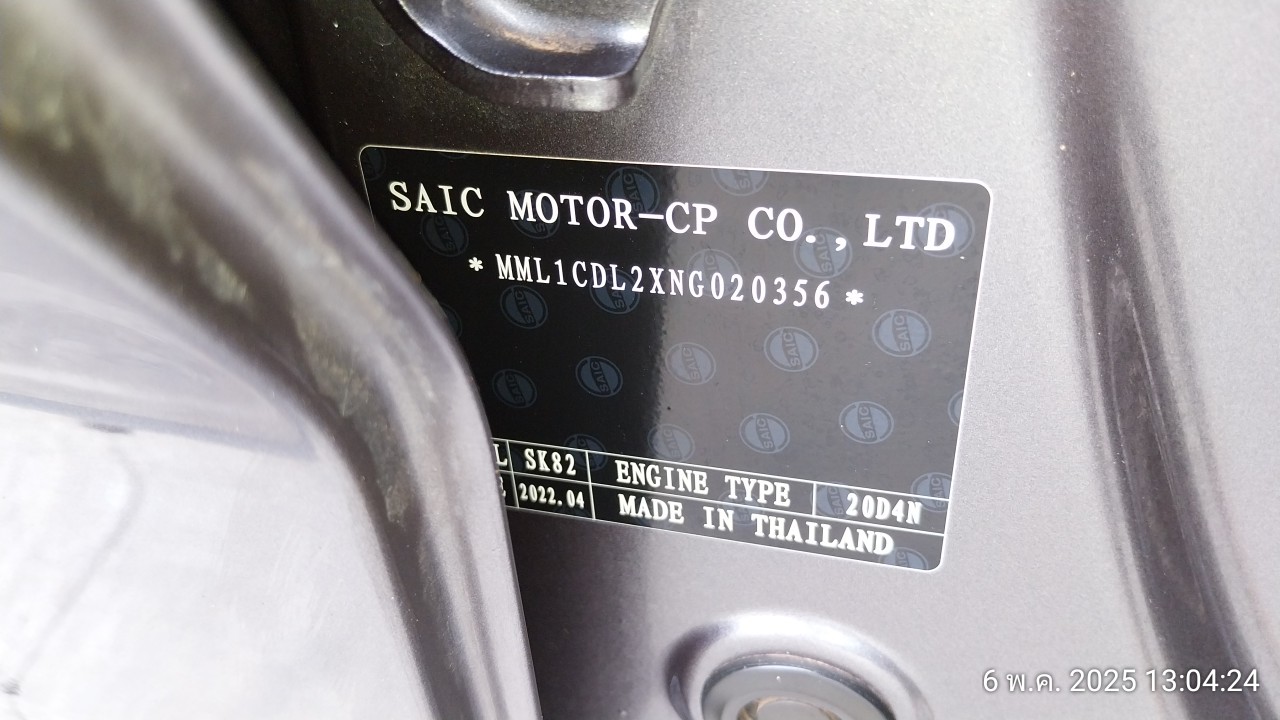 SAIC MOTOR-CP CO.,LTD
*MML1CDL2XNG020356*
SK82 ENGINE TYPE 20D4N
2022.04 MADE IN THAILAND
6 พ.ค. 2025 13:04:24